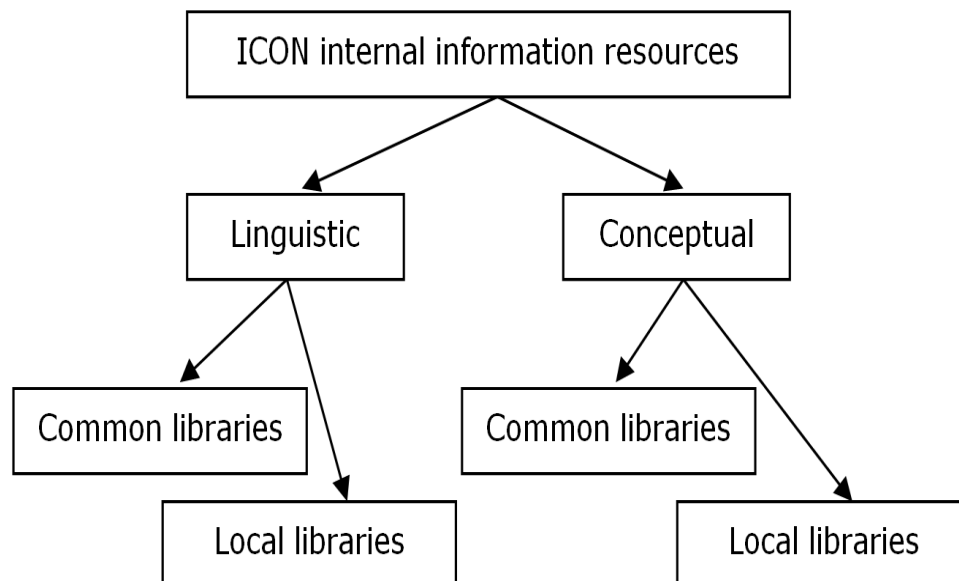 ICON internal information resources
Linguistic
Conceptual
Common libraries
Common libraries
Local libraries
Local libraries